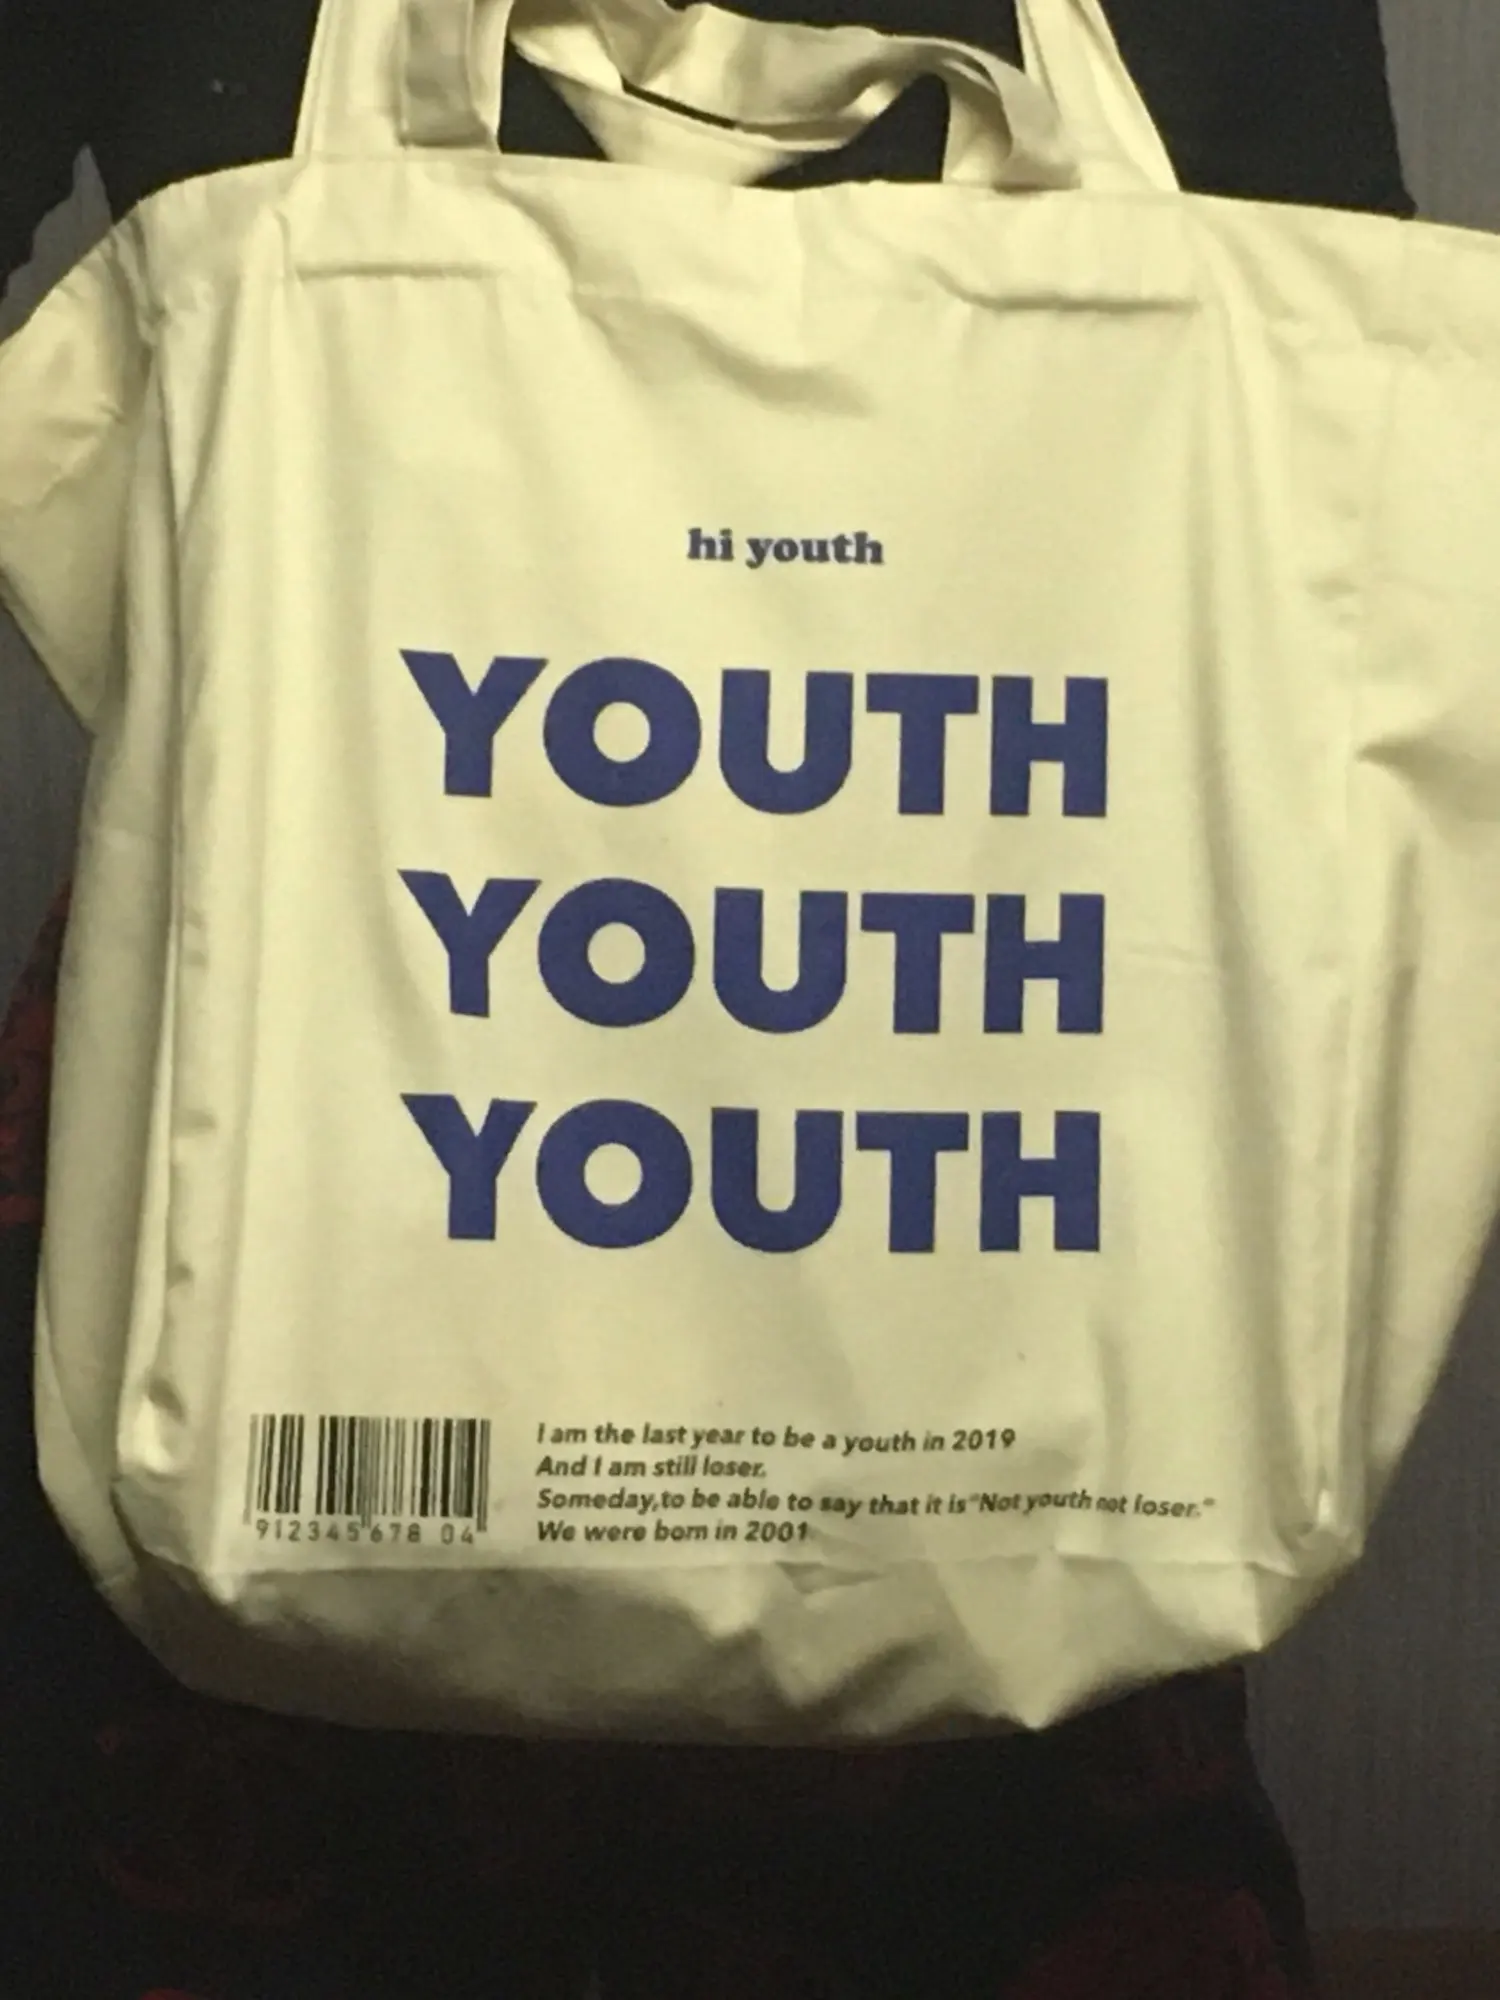 hi youth
YOUTH
YOUTH
YOUTH
I am the last year to be a youth in 2019
And I am still loser.
Someday,to be able to say that it is"Not youth not loser."
We were born in 2001
912345 678 04